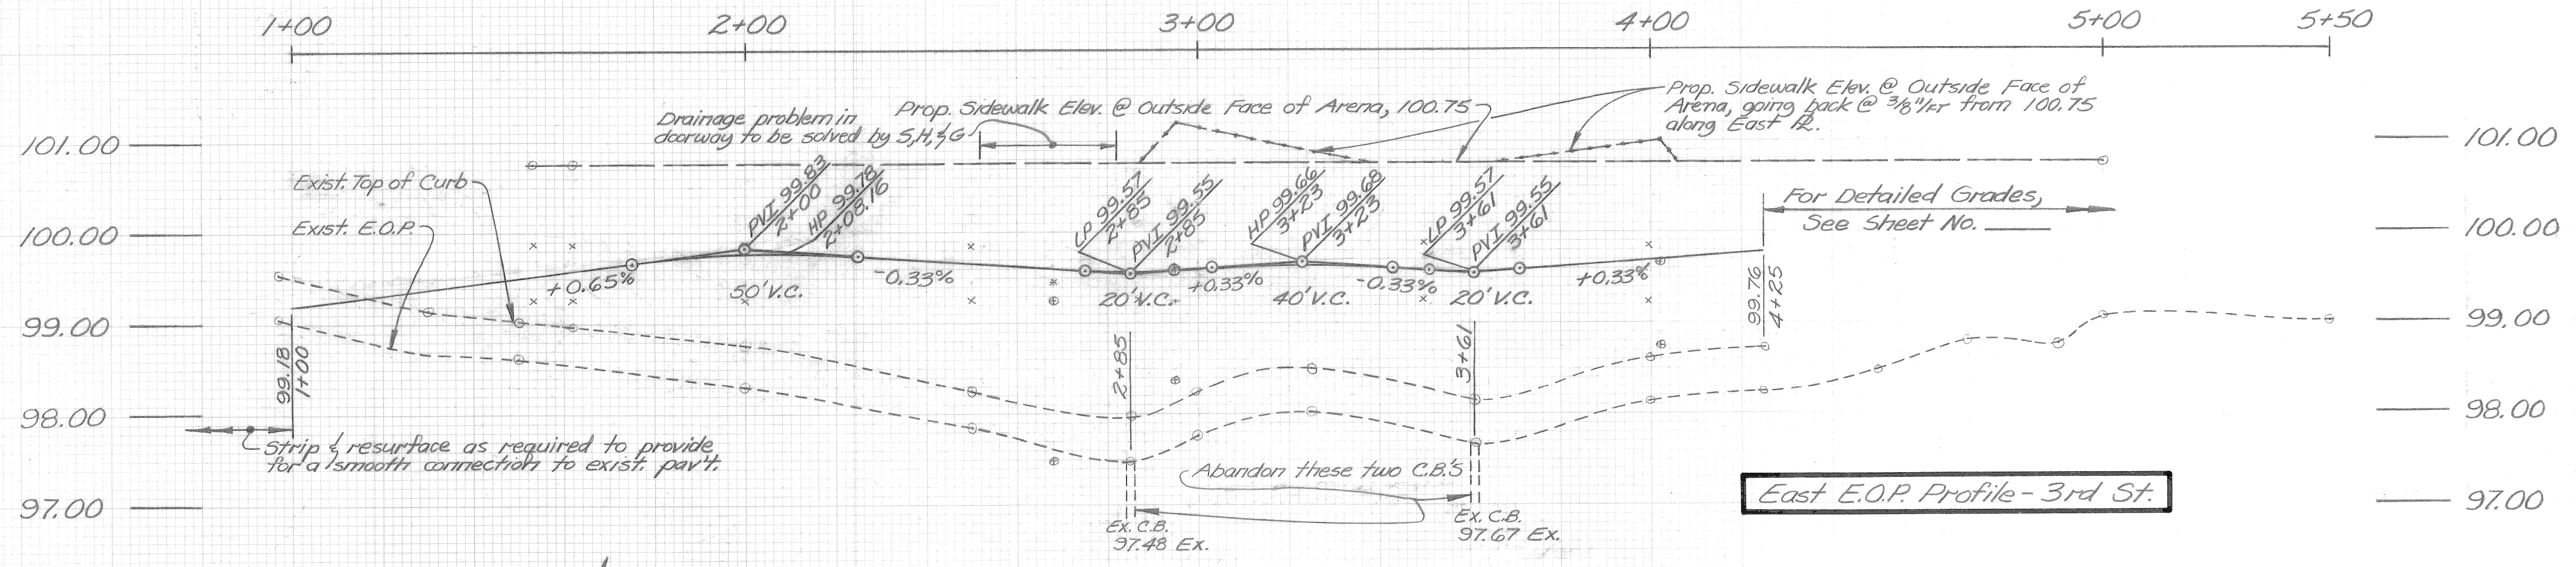 1+00 2+00 3+00 4+00 5+00 5+50
Prop. Sidewalk Elev. @ Outside Face of Arena, 100.75
Drainage problem in
doorway to be solved by S,H,&G
Prop. Sidewalk Elev. @ Outside Face of
Arena, going back @ 3/8"/FT from 100.75
along East PL.
101.00 101.00
Exist. Top of Curb
Exist. E.O.P.
PVI 99.83
2+00
HP 99.78
2+08.16
LP 99.57
2+85
PVI 99.55
2+85
HP 99.66
3+23
PVI 99.68
3+23
LP 99.57
3+61
PVI 99.55
3+61
For Detailed Grades,
See Sheet No.
100.00 100.00
+0.65% -0.33% +0.33% -0.33% +0.33%
50' V.C. 20' V.C. 40' V.C. 20' V.C.
99.76
4+25
99.00 99.00
99.18
1+00
2+85
3+61
98.00 98.00
Strip & resurface as required to provide
for a smooth connection to exist. pav't.
Abandon these two C.B.'S
97.00 97.00
Ex. C.B.
97.48 Ex.
Ex. C.B.
97.67 Ex.
East E.O.P. Profile - 3rd St.